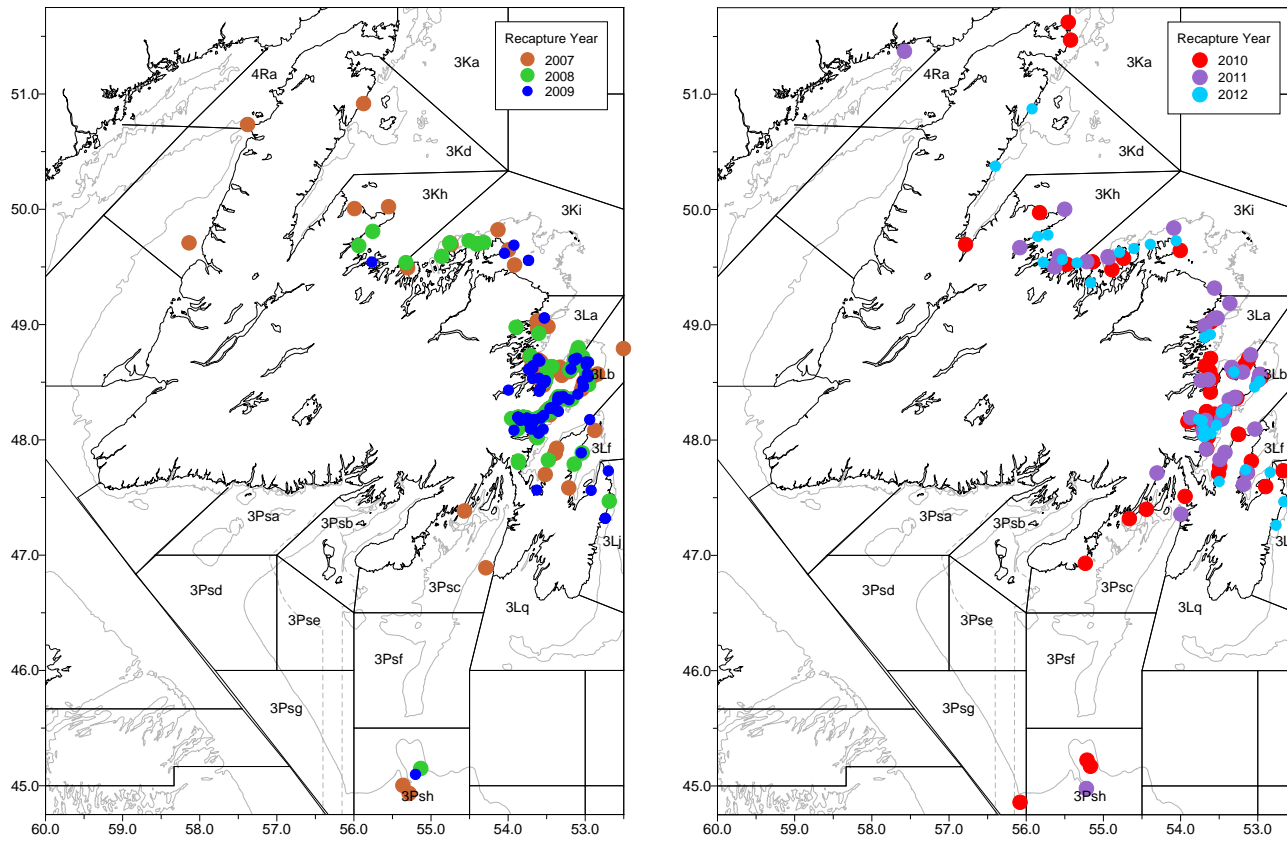 Recapture Year
2007
2008
2009
4Ra
3Ka
3Kd
3Kh
3Ki
3La
3Lb
3Lf
3Lj
3Psa
3Psb
3Psc
3Psd
3Pse
3Lq
3Psf
3Psg
3Psh
51.0
50.0
49.0
48.0
47.0
46.0
45.0
60.0 59.0 58.0 57.0 56.0 55.0 54.0 53.0
Recapture Year
2010
2011
2012
4Ra
3Ka
3Kd
3Kh
3Ki
3La
3Lb
3Lf
3L
3Psa
3Psb
3Psc
3Psd
3Pse
3Lq
3Psf
3Psg
3Psh
51.0
50.0
49.0
48.0
47.0
46.0
45.0
60.0 59.0 58.0 57.0 56.0 55.0 54.0 53.0